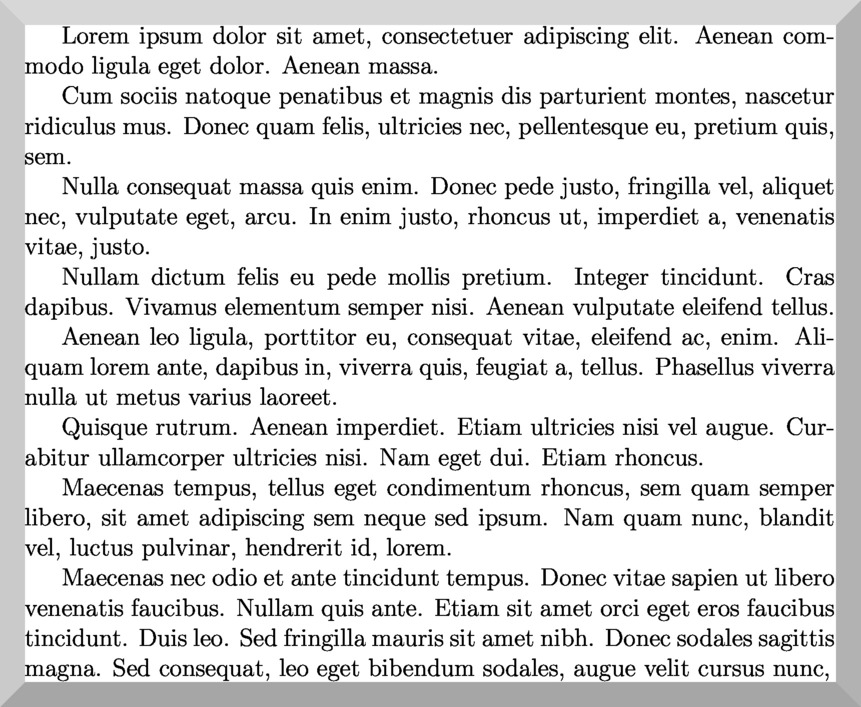 Lorem ipsum dolor sit amet, consectetuer adipiscing elit. Aenean com-
modo ligula eget dolor. Aenean massa.
Cum sociis natoque penatibus et magnis dis parturient montes, nascetur
ridiculus mus. Donec quam felis, ultricies nec, pellentesque eu, pretium quis,
sem.
Nulla consequat massa quis enim. Donec pede justo, fringilla vel, aliquet
nec, vulputate eget, arcu. In enim justo, rhoncus ut, imperdiet a, venenatis
vitae, justo.
Nullam dictum felis eu pede mollis pretium. Integer tincidunt. Cras
dapibus. Vivamus elementum semper nisi. Aenean vulputate eleifend tellus.
Aenean leo ligula, porttitor eu, consequat vitae, eleifend ac, enim. Ali-
quam lorem ante, dapibus in, viverra quis, feugiat a, tellus. Phasellus viverra
nulla ut metus varius laoreet.
Quisque rutrum. Aenean imperdiet. Etiam ultricies nisi vel augue. Cur-
abitur ullamcorper ultricies nisi. Nam eget dui. Etiam rhoncus.
Maecenas tempus, tellus eget condimentum rhoncus, sem quam semper
libero, sit amet adipiscing sem neque sed ipsum. Nam quam nunc, blandit
vel, luctus pulvinar, hendrerit id, lorem.
Maecenas nec odio et ante tincidunt tempus. Donec vitae sapien ut libero
venenatis faucibus. Nullam quis ante. Etiam sit amet orci eget eros faucibus
tincidunt. Duis leo. Sed fringilla mauris sit amet nibh. Donec sodales sagittis
magna. Sed consequat, leo eget bibendum sodales, augue velit cursus nunc,